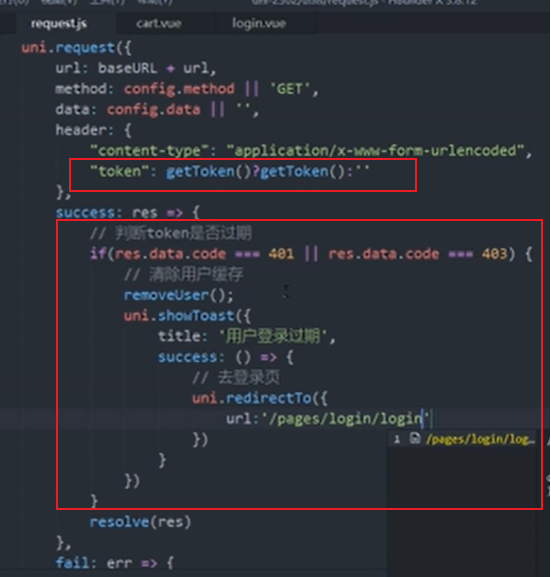 request.js cart.vue login.vue
uni.request({
url: baseURL + url,
method: config.method || 'GET',
data: config.data || '',
header: {
"content-type": "application/x-www-form-urlencoded",
"token": getToken()?getToken():''
},
success: res => {
// 判断token是否过期
if(res.data.code === 401 || res.data.code === 403) {
// 清除用户缓存
removeUser();
uni.showToast({
title: '用户登录过期',
success: () => {
// 去登录页
uni.redirectTo({
url:'/pages/login/login'
})
1 /pages/login/log…
}
})
}
resolve(res)
},
fail: err => {